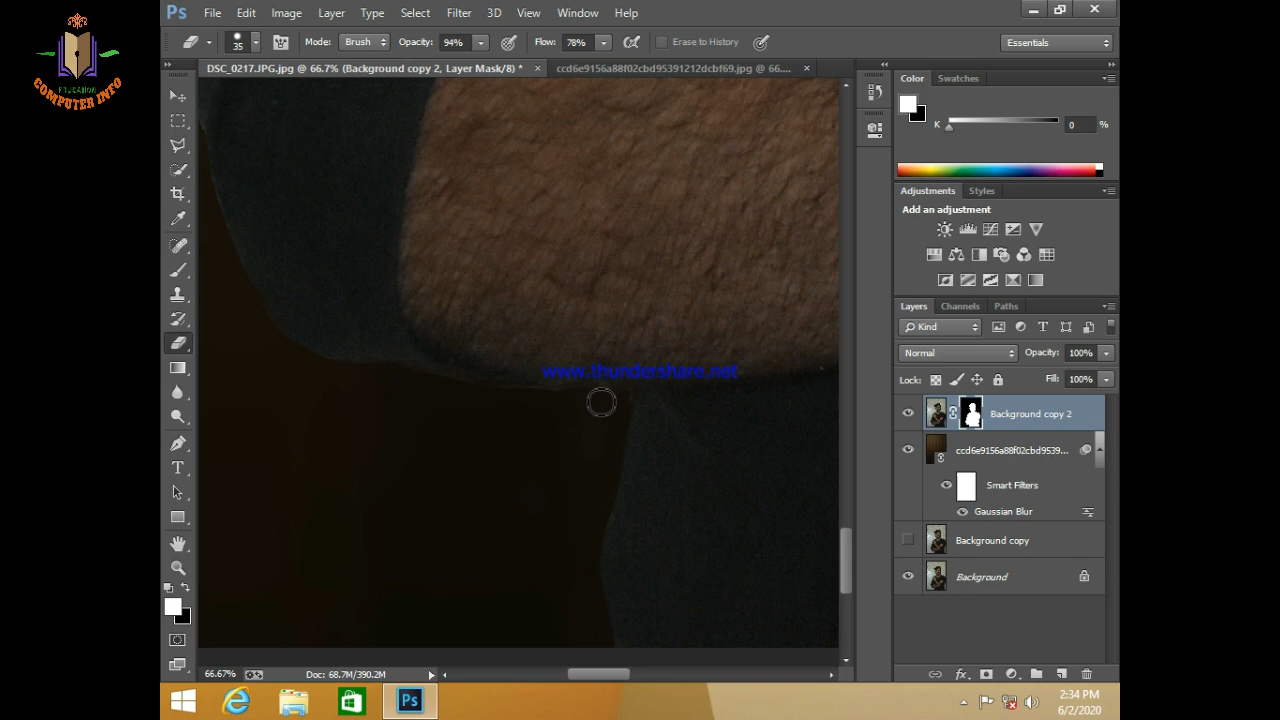 Ps File Edit Image Layer Type Select Filter 3D View Window Help
35 Mode: Brush Opacity: 94% Flow: 78% Erase to History Essentials
DSC_0217.JPG.jpg @ 66.7% (Background copy 2, Layer Mask/8) * × ccd6e9156a88f02cbd95391212dcbf69.jpg @ 66.... ×
EDUCATION
COMPUTER INFO
Color Swatches
K 0 %
Adjustments Styles
Add an adjustment
Layers Channels Paths
Kind
Normal Opacity: 100%
Lock: Fill: 100%
www.thundershare.net
Background copy 2
ccd6e9156a88f02cbd9539...
Smart Filters
Gaussian Blur
Background copy
Background
66.67% Doc: 68.7M/390.2M
Ps 2:34 PM
6/2/2020